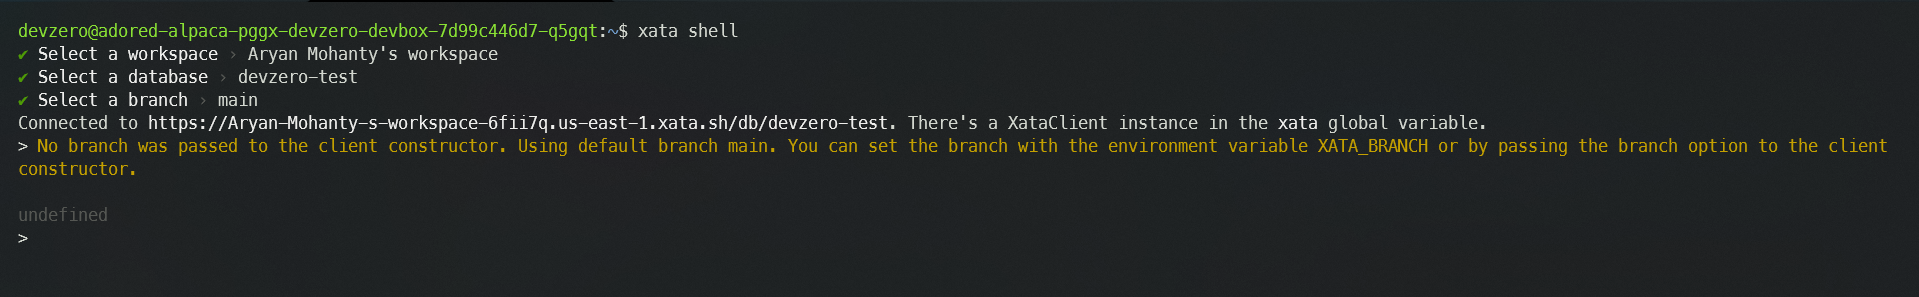 devzero@adored-alpaca-pggx-devzero-devbox-7d99c446d7-q5gqt:~$ xata shell
✔ Select a workspace › Aryan Mohanty's workspace
✔ Select a database › devzero-test
✔ Select a branch › main
Connected to https://Aryan-Mohanty-s-workspace-6fii7q.us-east-1.xata.sh/db/devzero-test. There's a XataClient instance in the xata global variable.
> No branch was passed to the client constructor. Using default branch main. You can set the branch with the environment variable XATA_BRANCH or by passing the branch option to the client
constructor.
undefined
>